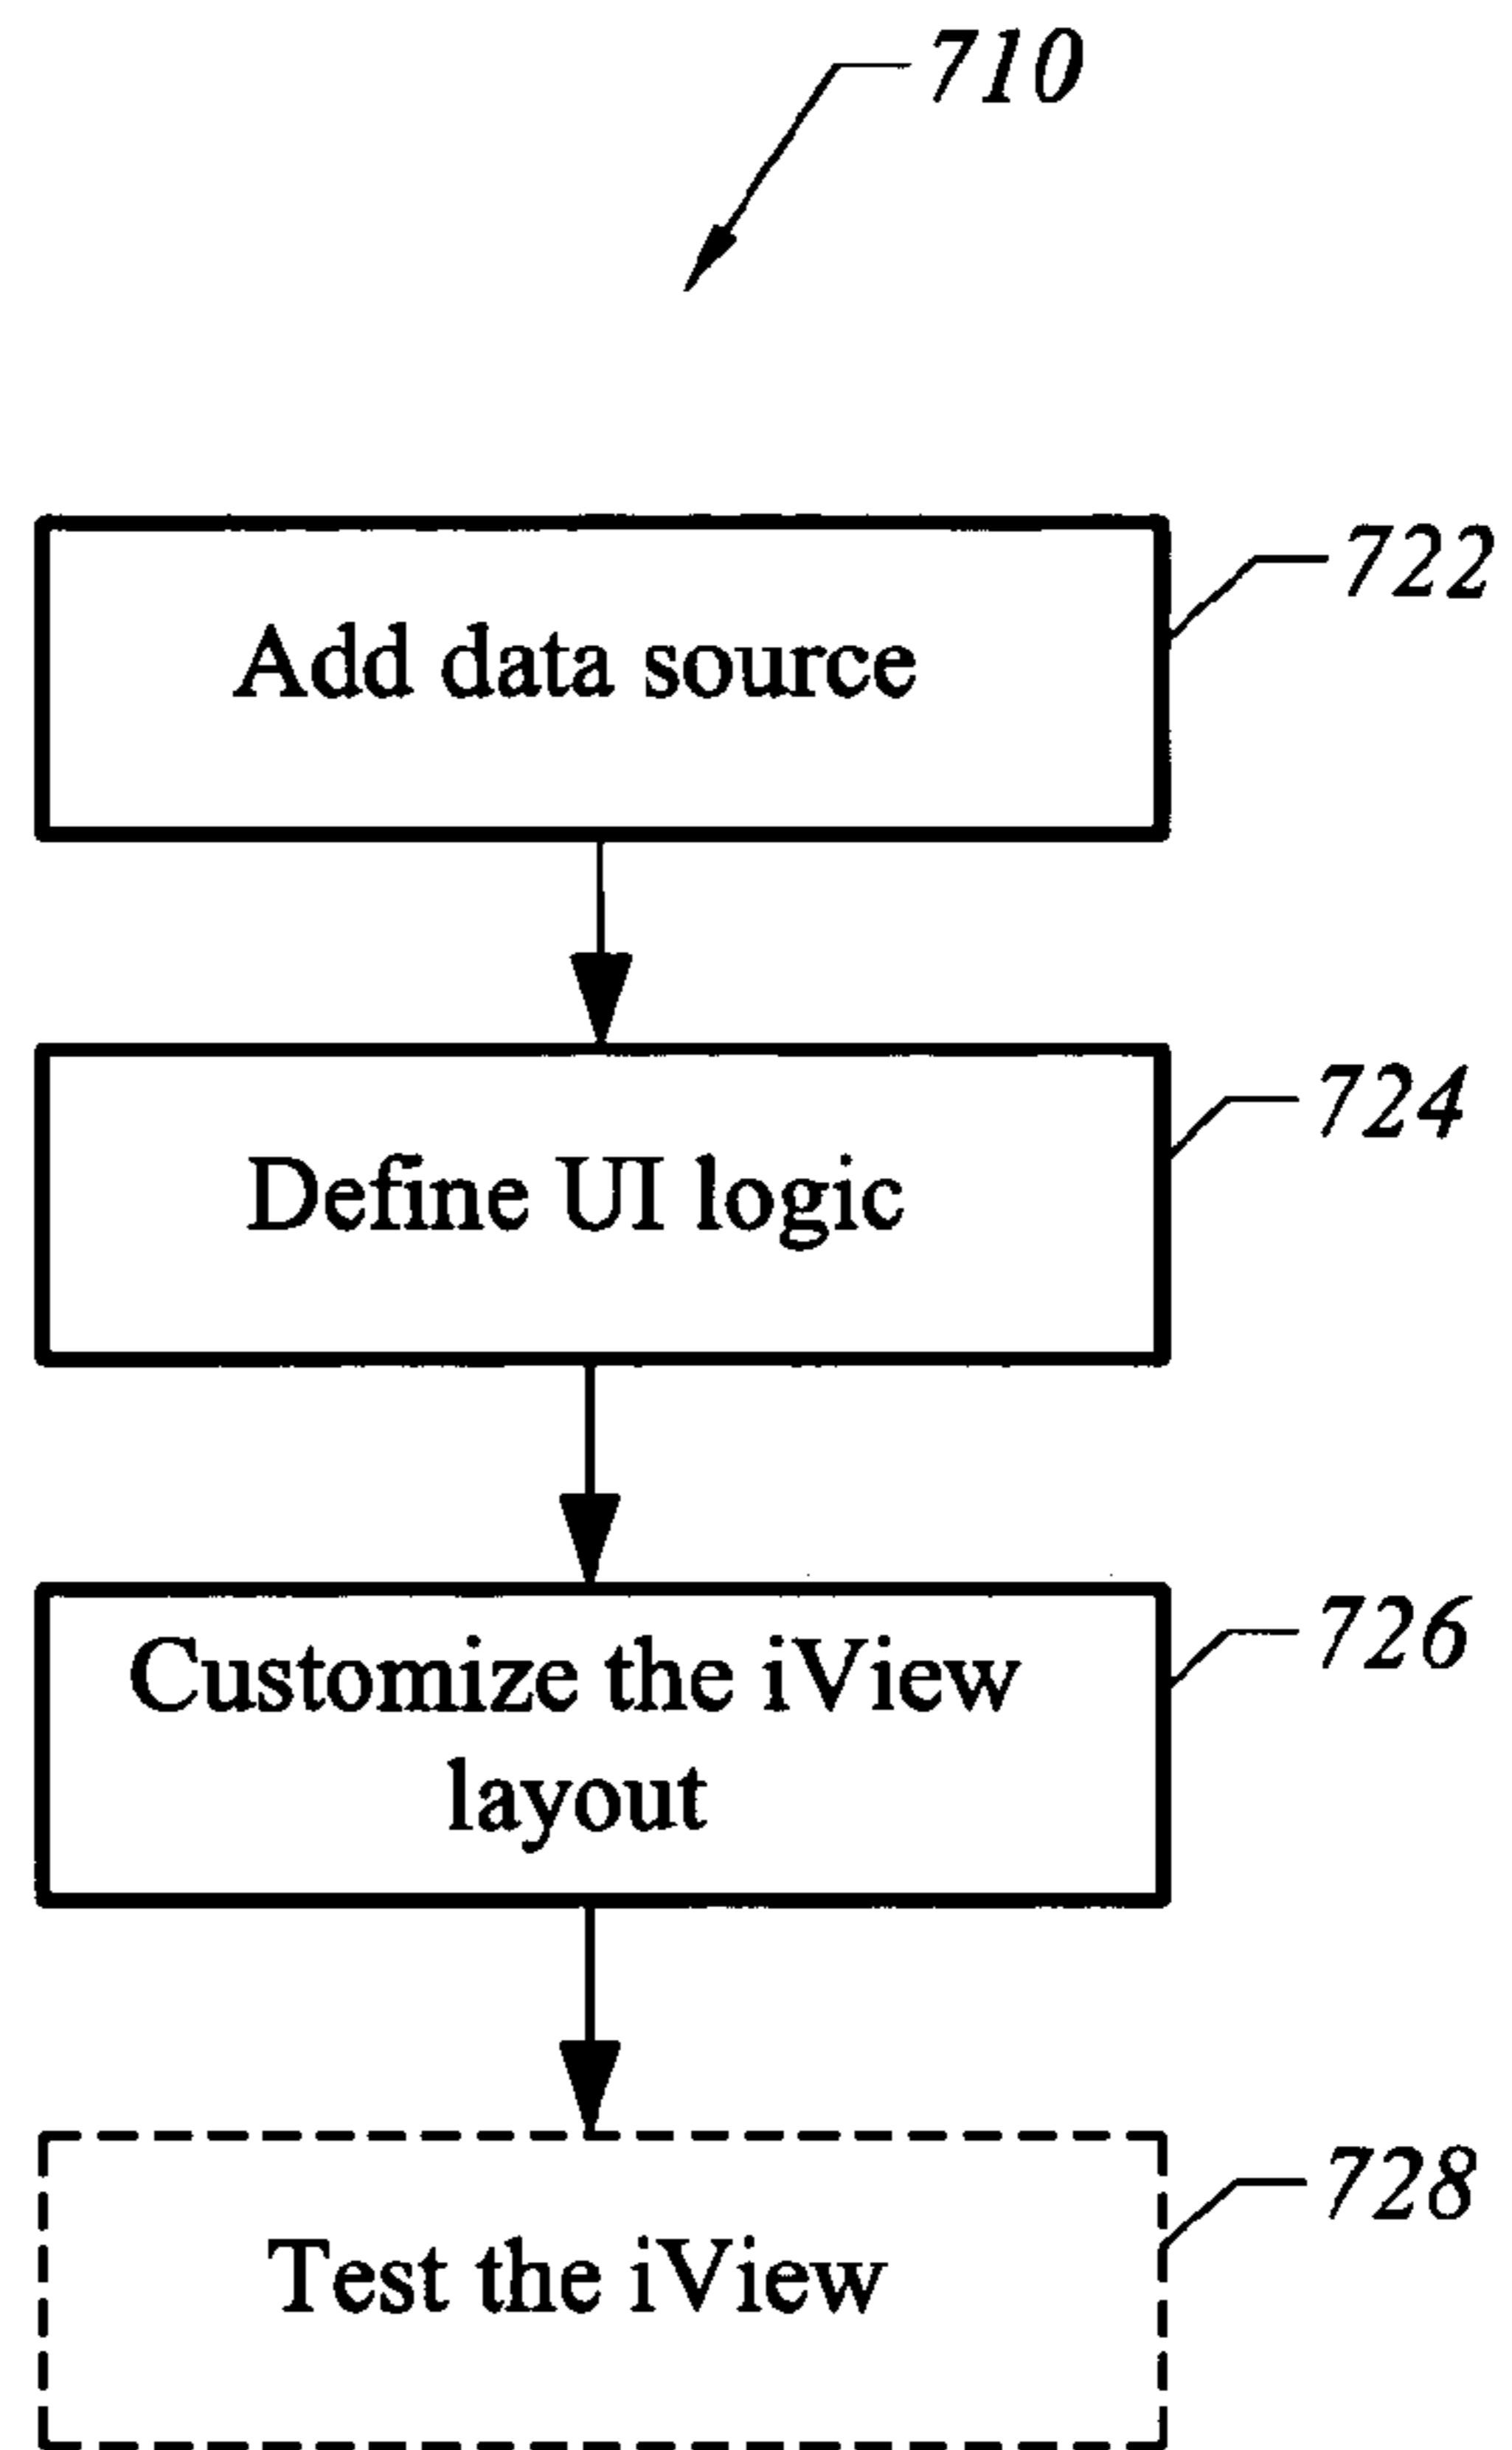 710
Add data source
722
Define UI logic
724
Customize the iView
layout
726
Test the iView
728